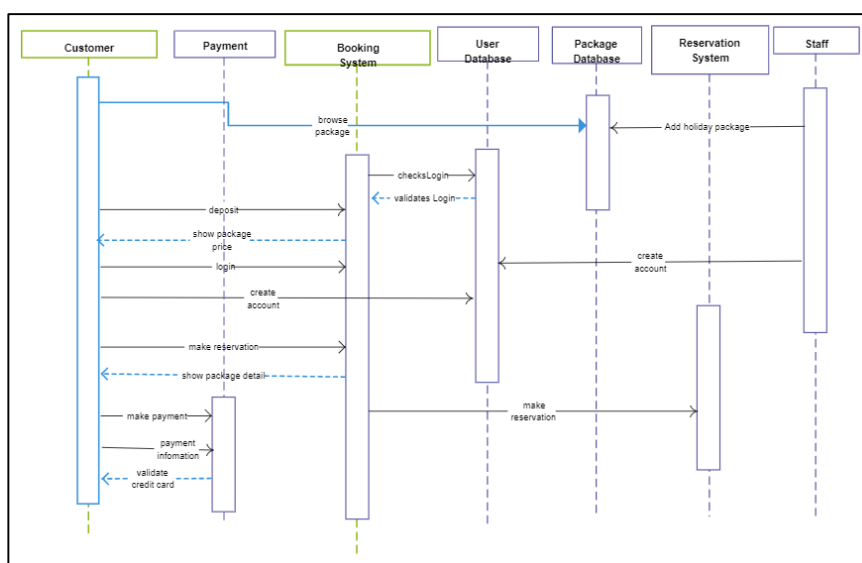 Customer
Payment
Booking
System
User
Database
Package
Database
Reservation
System
Staff
browse
package
Add holiday package
checksLogin
validates Login
deposit
show package
price
login
create
account
create
account
make reservation
show package detail
make payment
make
reservation
payment
infomation
validate
credit card